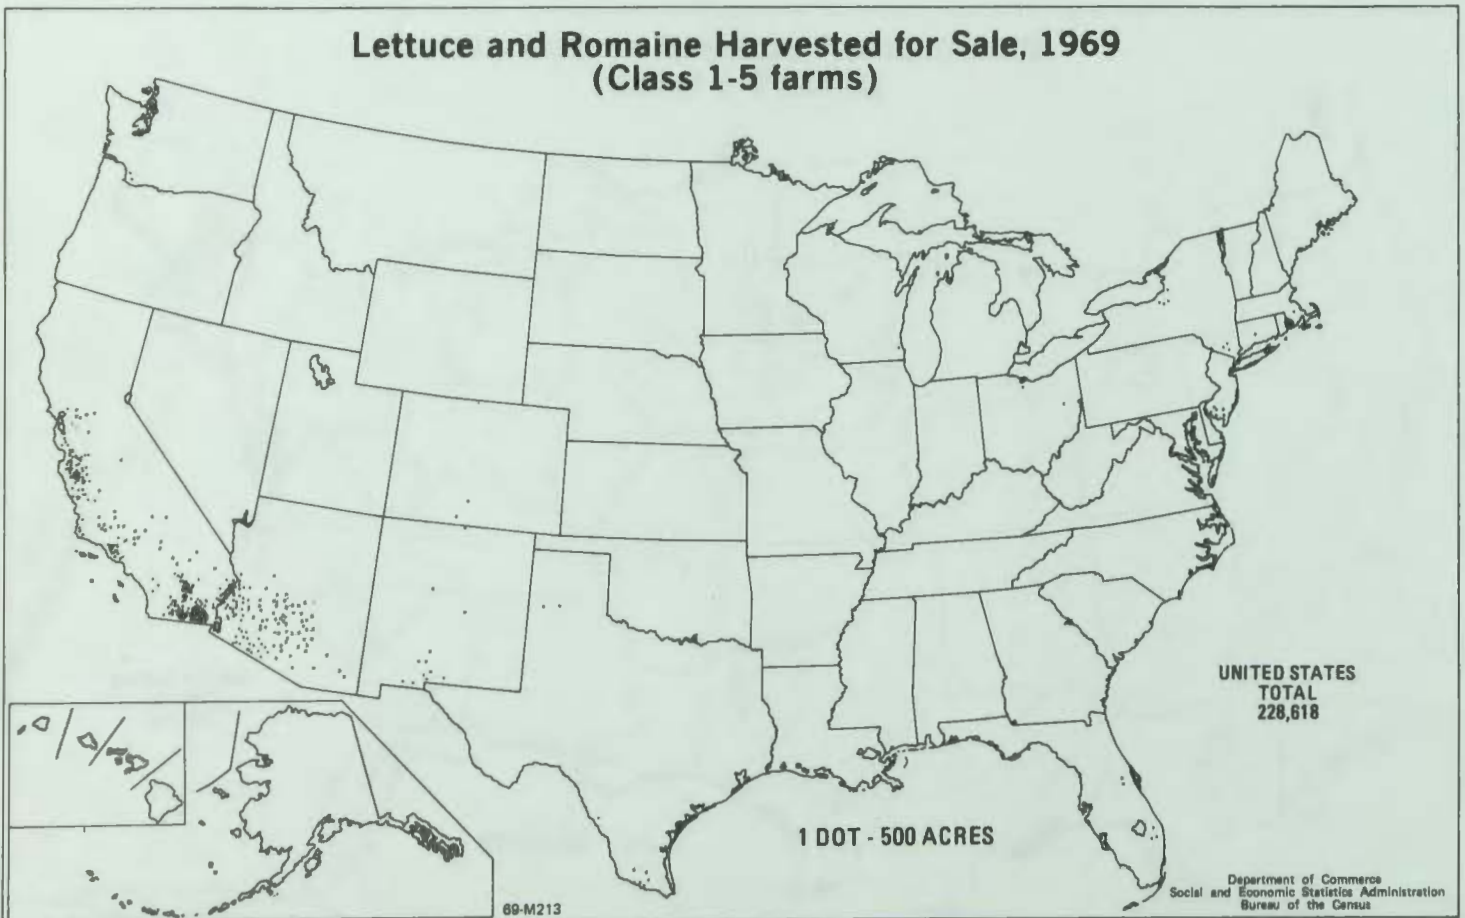 Lettuce and Romaine Harvested for Sale, 1969
(Class 1-5 farms)
UNITED STATES
TOTAL
228,618
1 DOT - 500 ACRES
Department of Commerce
Social and Economic Statistics Administration
Bureau of the Census
69-M213